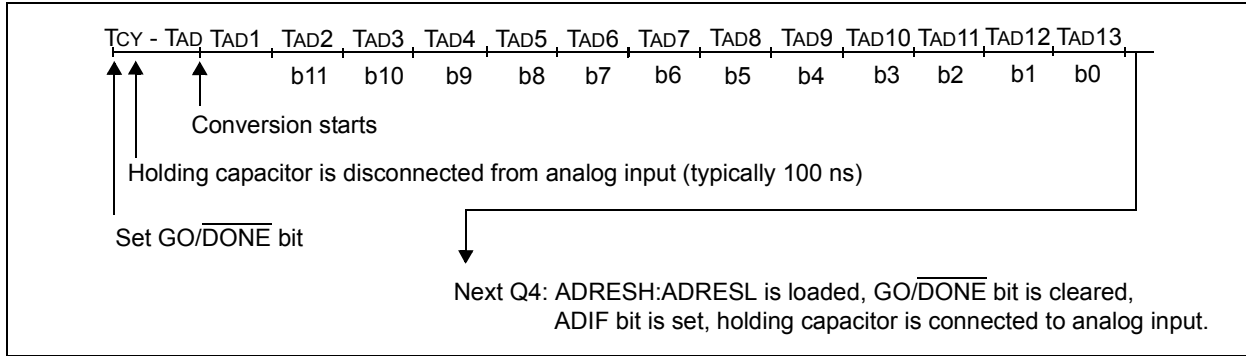 TCY - TAD TAD1 TAD2 TAD3 TAD4 TAD5 TAD6 TAD7 TAD8 TAD9 TAD10 TAD11 TAD12 TAD13
b11 b10 b9 b8 b7 b6 b5 b4 b3 b2 b1 b0
Conversion starts
Holding capacitor is disconnected from analog input (typically 100 ns)
Set GO/DONE bit
Next Q4: ADRESH:ADRESL is loaded, GO/DONE bit is cleared,
ADIF bit is set, holding capacitor is connected to analog input.